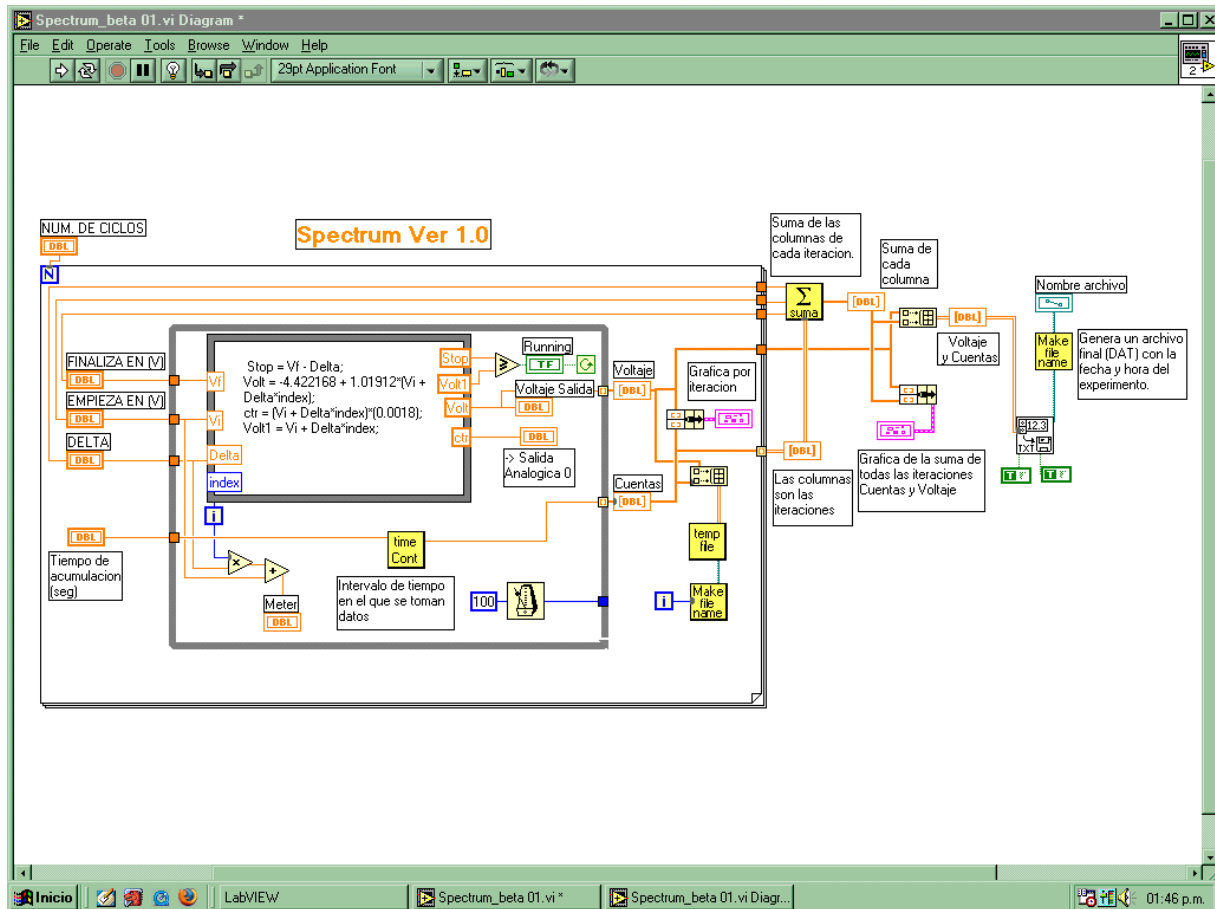 Spectrum_beta 01.vi Diagram *
File Edit Operate Tools Browse Window Help
29pt Application Font
2
NUM. DE CICLOS
DBL
N
Spectrum Ver 1.0
Suma de las
columnas de
cada iteracion.
Suma de
cada
columna
Σ
suma
[DBL]
[DBL]
Nombre archivo
Make
file
name
Genera un archivo
final (DAT) con la
fecha y hora del
experimento.
Voltaje
y Cuentas
FINALIZA EN (V)
DBL
EMPIEZA EN (V)
DBL
DELTA
DBL
Vf
Vi
Delta
index
Stop = Vf - Delta;
Volt = -4.422168 + 1.01912*(Vi +
Delta*index);
ctr = (Vi + Delta*index)*(0.0018);
Volt1 = Vi + Delta*index;
Stop
Volt1
Volt
ctr
≥
Running
TF
Voltaje Salida
DBL
DBL
-> Salida
Analogica 0
Voltaje
[DBL]
Grafica por
iteracion
Cuentas
[DBL]
[DBL]
Las columnas
son las
iteraciones
Grafica de la suma de
todas las iteraciones
Cuentas y Voltaje
12.3
TXT
T F
T F
i
DBL
Tiempo de
acumulacion
(seg)
×
+
Meter
DBL
time
Cont
Intervalo de tiempo
en el que se toman
datos
100
temp
file
i
Make
file
name
Inicio
LabVIEW
Spectrum_beta 01.vi *
Spectrum_beta 01.vi Diagr...
01:46 p.m.